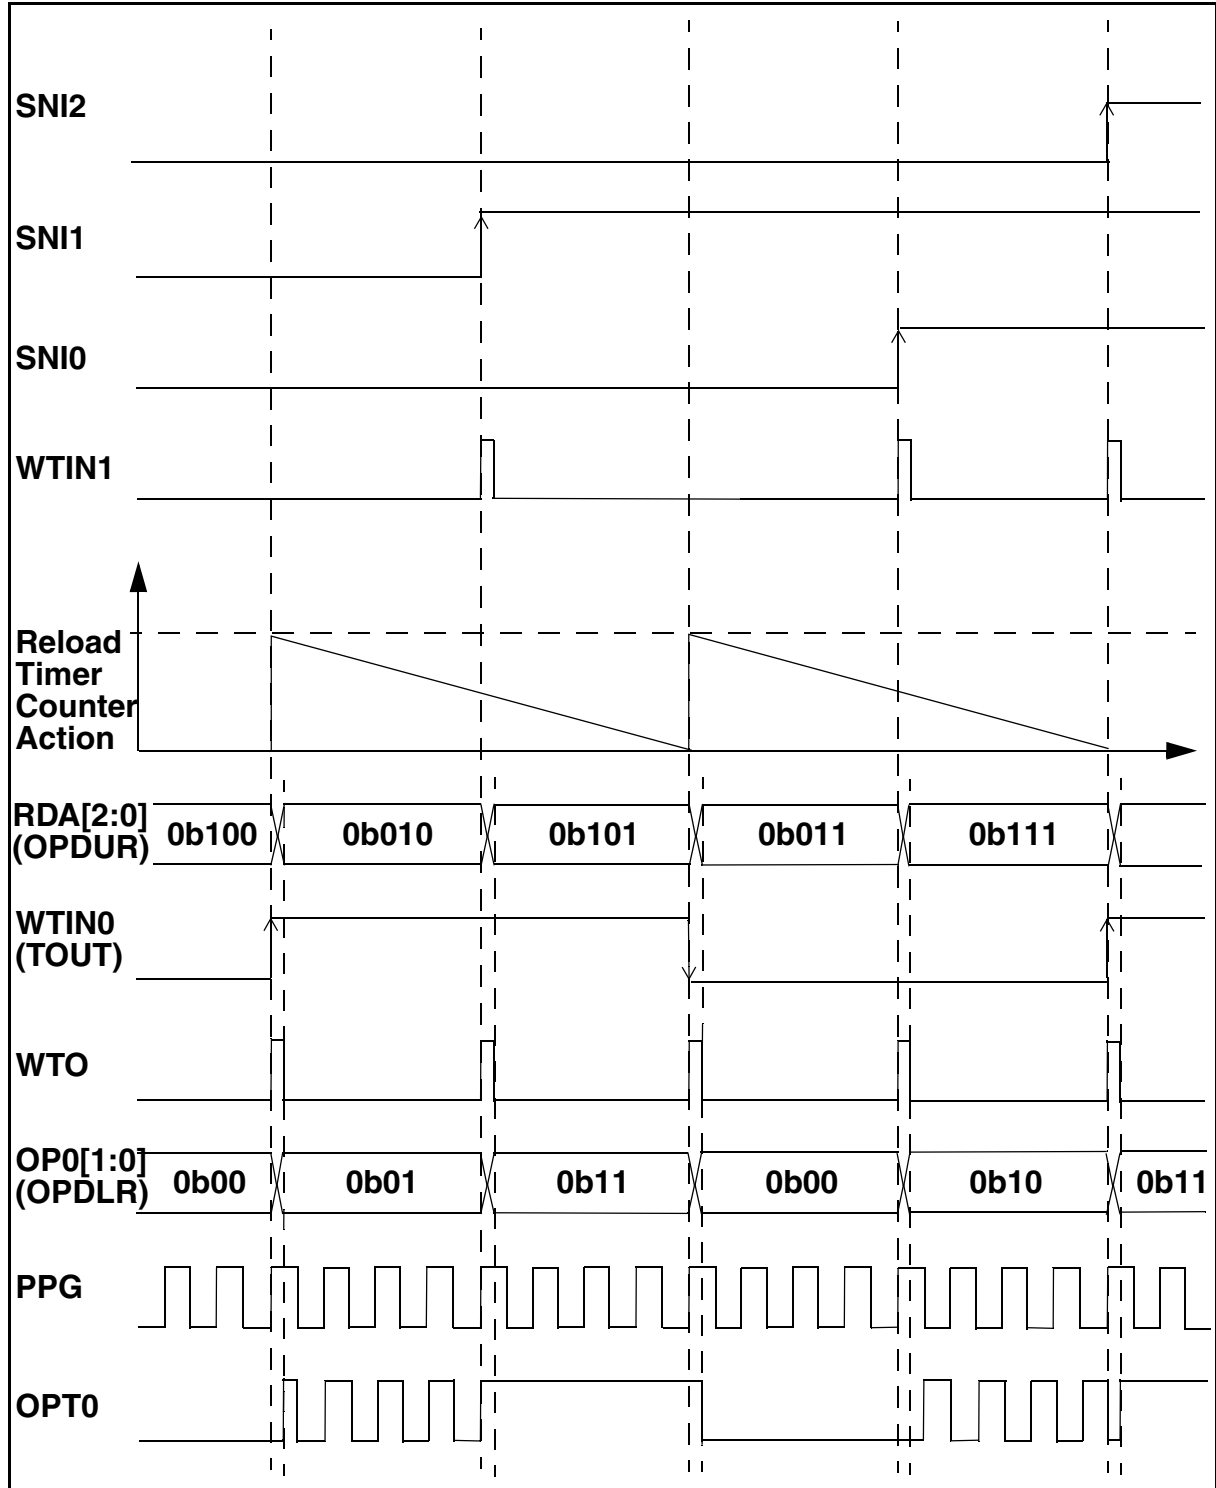 SNI2
SNI1
SNI0
WTIN1
Reload
Timer
Counter
Action
RDA[2:0]
(OPDUR)
0b100 0b010 0b101 0b011 0b111
WTIN0
(TOUT)
WTO
OP0[1:0]
(OPDLR)
0b00 0b01 0b11 0b00 0b10 0b11
PPG
OPT0